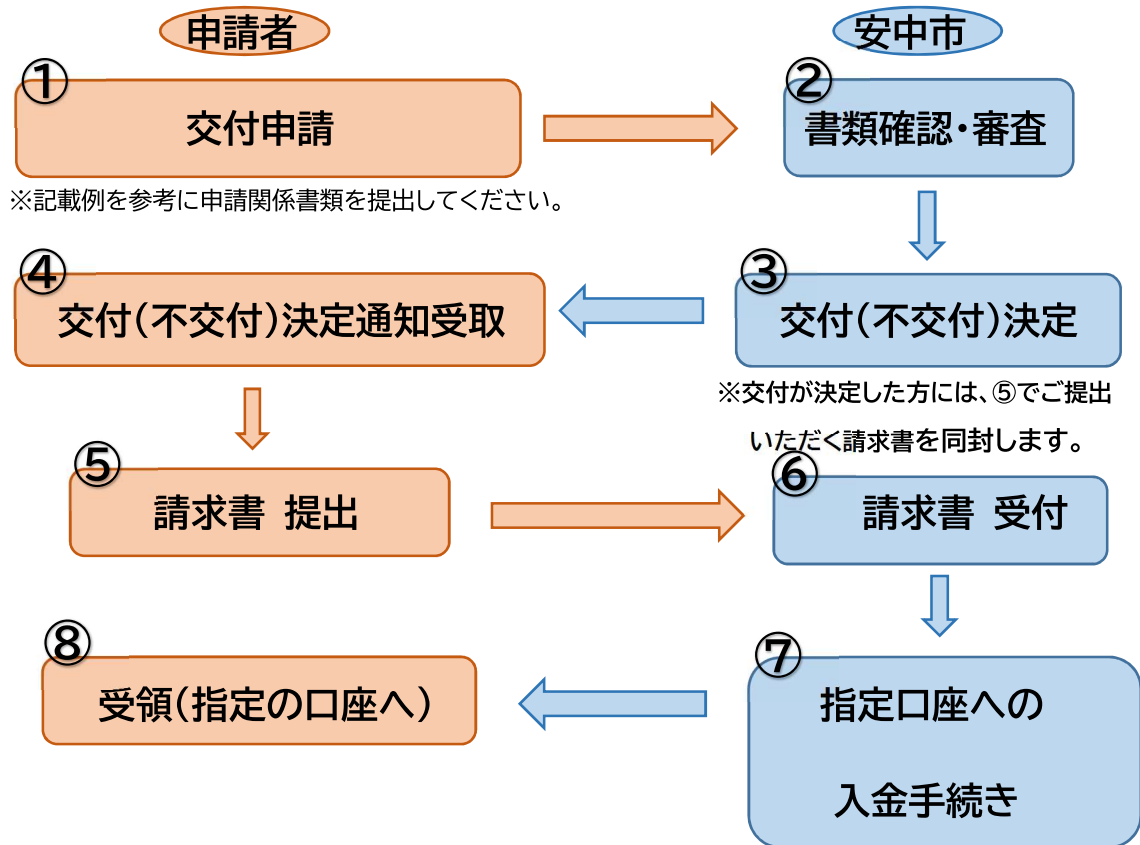 申請者
安中市
①
交付申請
②
書類確認・審査
※記載例を参考に申請関係書類を提出してください。
③
交付(不交付)決定
※交付が決定した方には、⑤でご提出
いただく請求書を同封します。
④
交付(不交付)決定通知受取
⑤
請求書 提出
⑥
請求書 受付
⑦
指定口座への
入金手続き
⑧
受領(指定の口座へ)